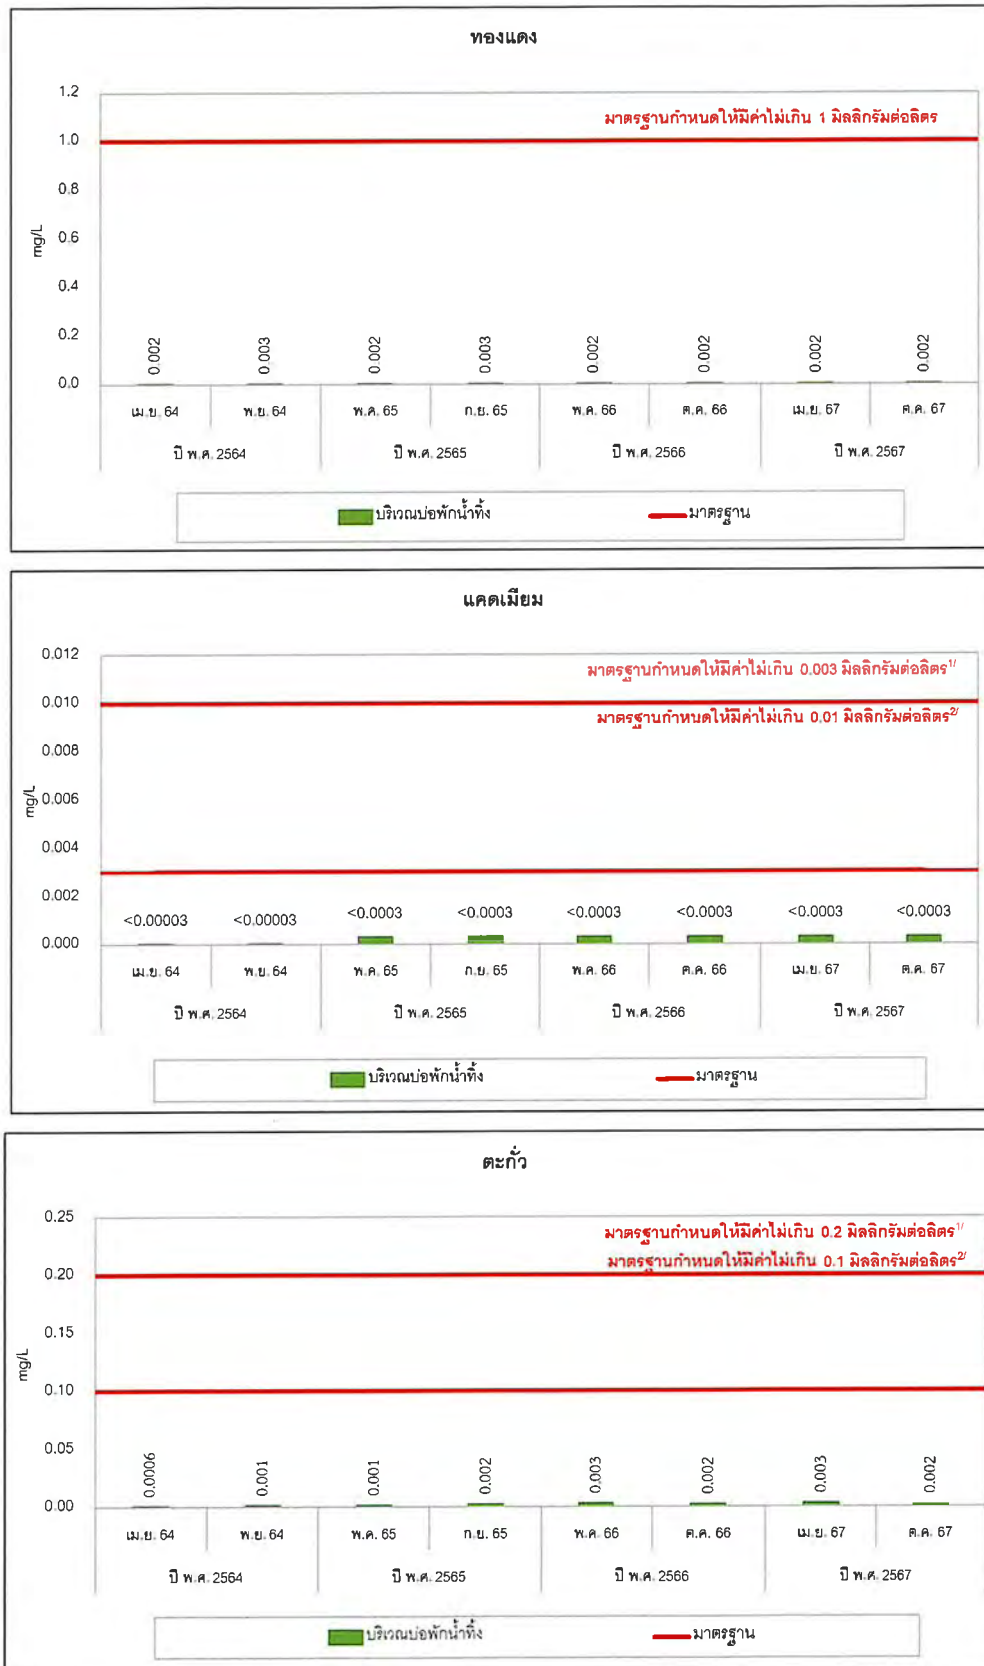 ทองแดง
1.2
มาตรฐานกำหนดให้มีค่าไม่เกิน 1 มิลลิกรัมต่อลิตร
1.0
0.8
mg/L
0.6
0.4
0.2
0.002 0.003 0.002 0.003 0.002 0.002 0.002 0.002
0.0
เม.ย. 64 พ.ย. 64 พ.ค. 65 ก.ย. 65 พ.ค. 66 ต.ค. 66 เม.ย. 67 ต.ค. 67
ปี พ.ศ. 2564 ปี พ.ศ. 2565 ปี พ.ศ. 2566 ปี พ.ศ. 2567
บริเวณบ่อพักน้ำทิ้ง มาตรฐาน
แคดเมียม
0.012
มาตรฐานกำหนดให้มีค่าไม่เกิน 0.003 มิลลิกรัมต่อลิตร1/
0.010
มาตรฐานกำหนดให้มีค่าไม่เกิน 0.01 มิลลิกรัมต่อลิตร2/
0.008
mg/L
0.006
0.004
0.002
<0.00003 <0.00003 <0.0003 <0.0003 <0.0003 <0.0003 <0.0003 <0.0003
0.000
เม.ย. 64 พ.ย. 64 พ.ค. 65 ก.ย. 65 พ.ค. 66 ต.ค. 66 เม.ย. 67 ต.ค. 67
ปี พ.ศ. 2564 ปี พ.ศ. 2565 ปี พ.ศ. 2566 ปี พ.ศ. 2567
บริเวณบ่อพักน้ำทิ้ง มาตรฐาน
ตะกั่ว
0.25
มาตรฐานกำหนดให้มีค่าไม่เกิน 0.2 มิลลิกรัมต่อลิตร1/
มาตรฐานกำหนดให้มีค่าไม่เกิน 0.1 มิลลิกรัมต่อลิตร2/
0.20
0.15
mg/L
0.10
0.05
0.0006 0.001 0.001 0.002 0.003 0.002 0.003 0.002
0.00
เม.ย. 64 พ.ย. 64 พ.ค. 65 ก.ย. 65 พ.ค. 66 ต.ค. 66 เม.ย. 67 ต.ค. 67
ปี พ.ศ. 2564 ปี พ.ศ. 2565 ปี พ.ศ. 2566 ปี พ.ศ. 2567
บริเวณบ่อพักน้ำทิ้ง มาตรฐาน